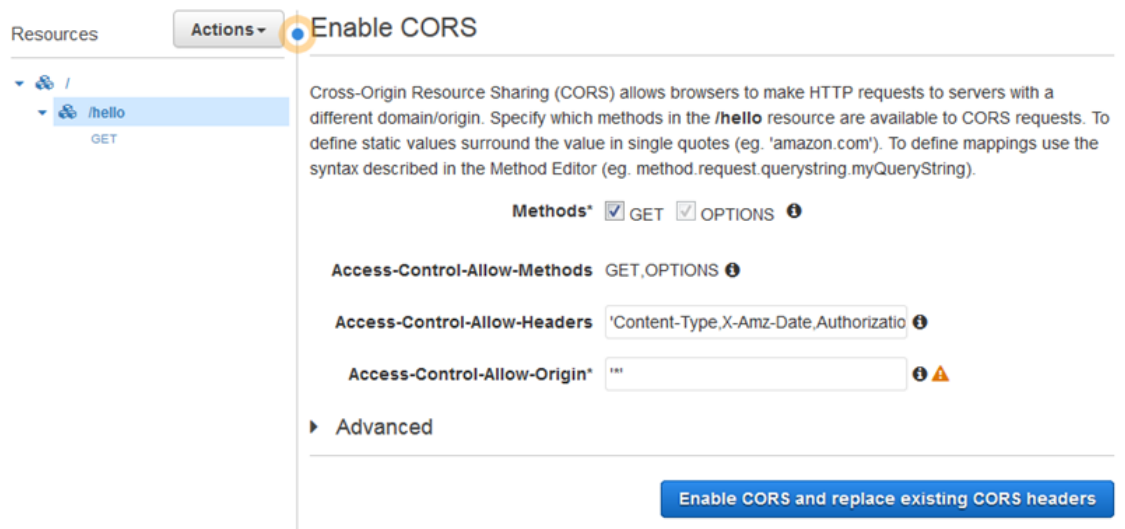 Resources
Actions
Enable CORS
/
/hello
GET
Cross-Origin Resource Sharing (CORS) allows browsers to make HTTP requests to servers with a
different domain/origin. Specify which methods in the /hello resource are available to CORS requests. To
define static values surround the value in single quotes (eg. 'amazon.com'). To define mappings use the
syntax described in the Method Editor (eg. method.request.querystring.myQueryString).
Methods* GET OPTIONS
Access-Control-Allow-Methods GET,OPTIONS
Access-Control-Allow-Headers 'Content-Type,X-Amz-Date,Authorizatio
Access-Control-Allow-Origin* '*'
Advanced
Enable CORS and replace existing CORS headers